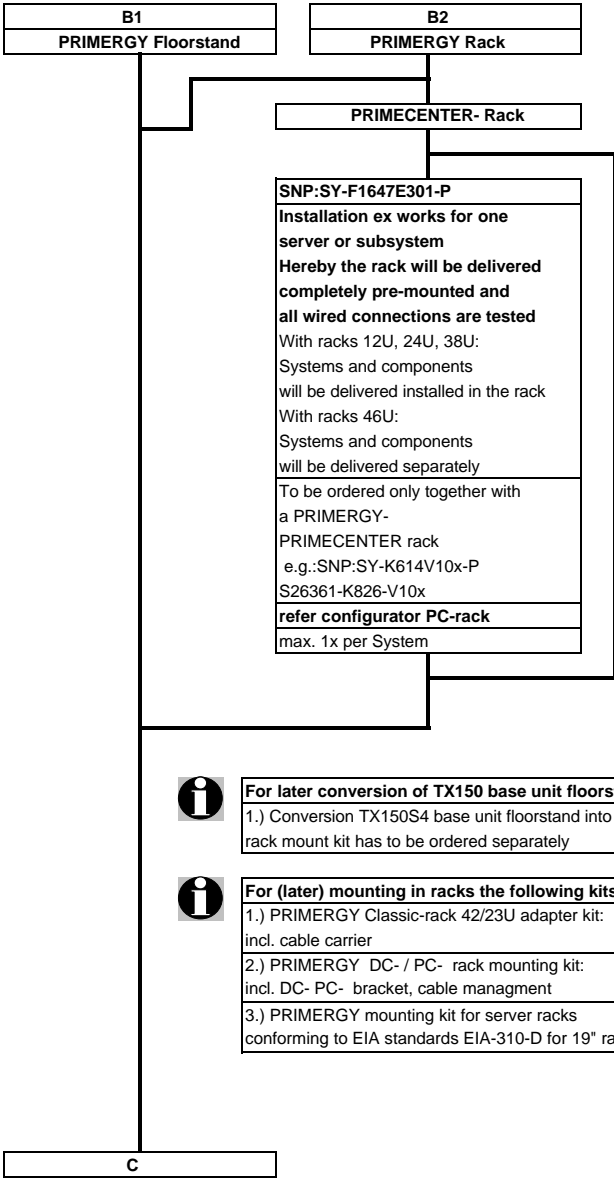 B1
PRIMERGY Floorstand
B2
PRIMERGY Rack
PRIMECENTER- Rack
SNP:SY-F1647E301-P
Installation ex works for one
server or subsystem
Hereby the rack will be delivered
completely pre-mounted and
all wired connections are tested
With racks 12U, 24U, 38U:
Systems and components
will be delivered installed in the rack
With racks 46U:
Systems and components
will be delivered separately
To be ordered only together with
a PRIMERGY-
PRIMECENTER rack
e.g.:SNP:SY-K614V10x-P
S26361-K826-V10x
refer configurator PC-rack
max. 1x per System
For later conversion of TX150 base unit floors
1.) Conversion TX150S4 base unit floorstand into
rack mount kit has to be ordered separately
For (later) mounting in racks the following kits
1.) PRIMERGY Classic-rack 42/23U adapter kit:
incl. cable carrier
2.) PRIMERGY DC- / PC- rack mounting kit:
incl. DC- PC- bracket, cable managment
3.) PRIMERGY mounting kit for server racks
conforming to EIA standards EIA-310-D for 19" ra
C